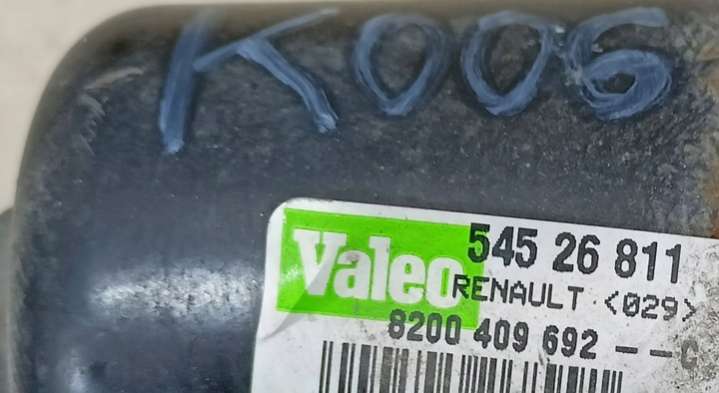 K006
Valeo 545 26 811
RENAULT <029>
8200 409 692 -- C